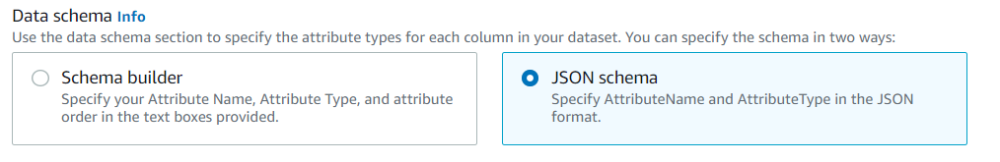 Data schema Info
Use the data schema section to specify the attribute types for each column in your dataset. You can specify the schema in two ways:
Schema builder
Specify your Attribute Name, Attribute Type, and attribute
order in the text boxes provided.
JSON schema
Specify AttributeName and AttributeType in the JSON
format.